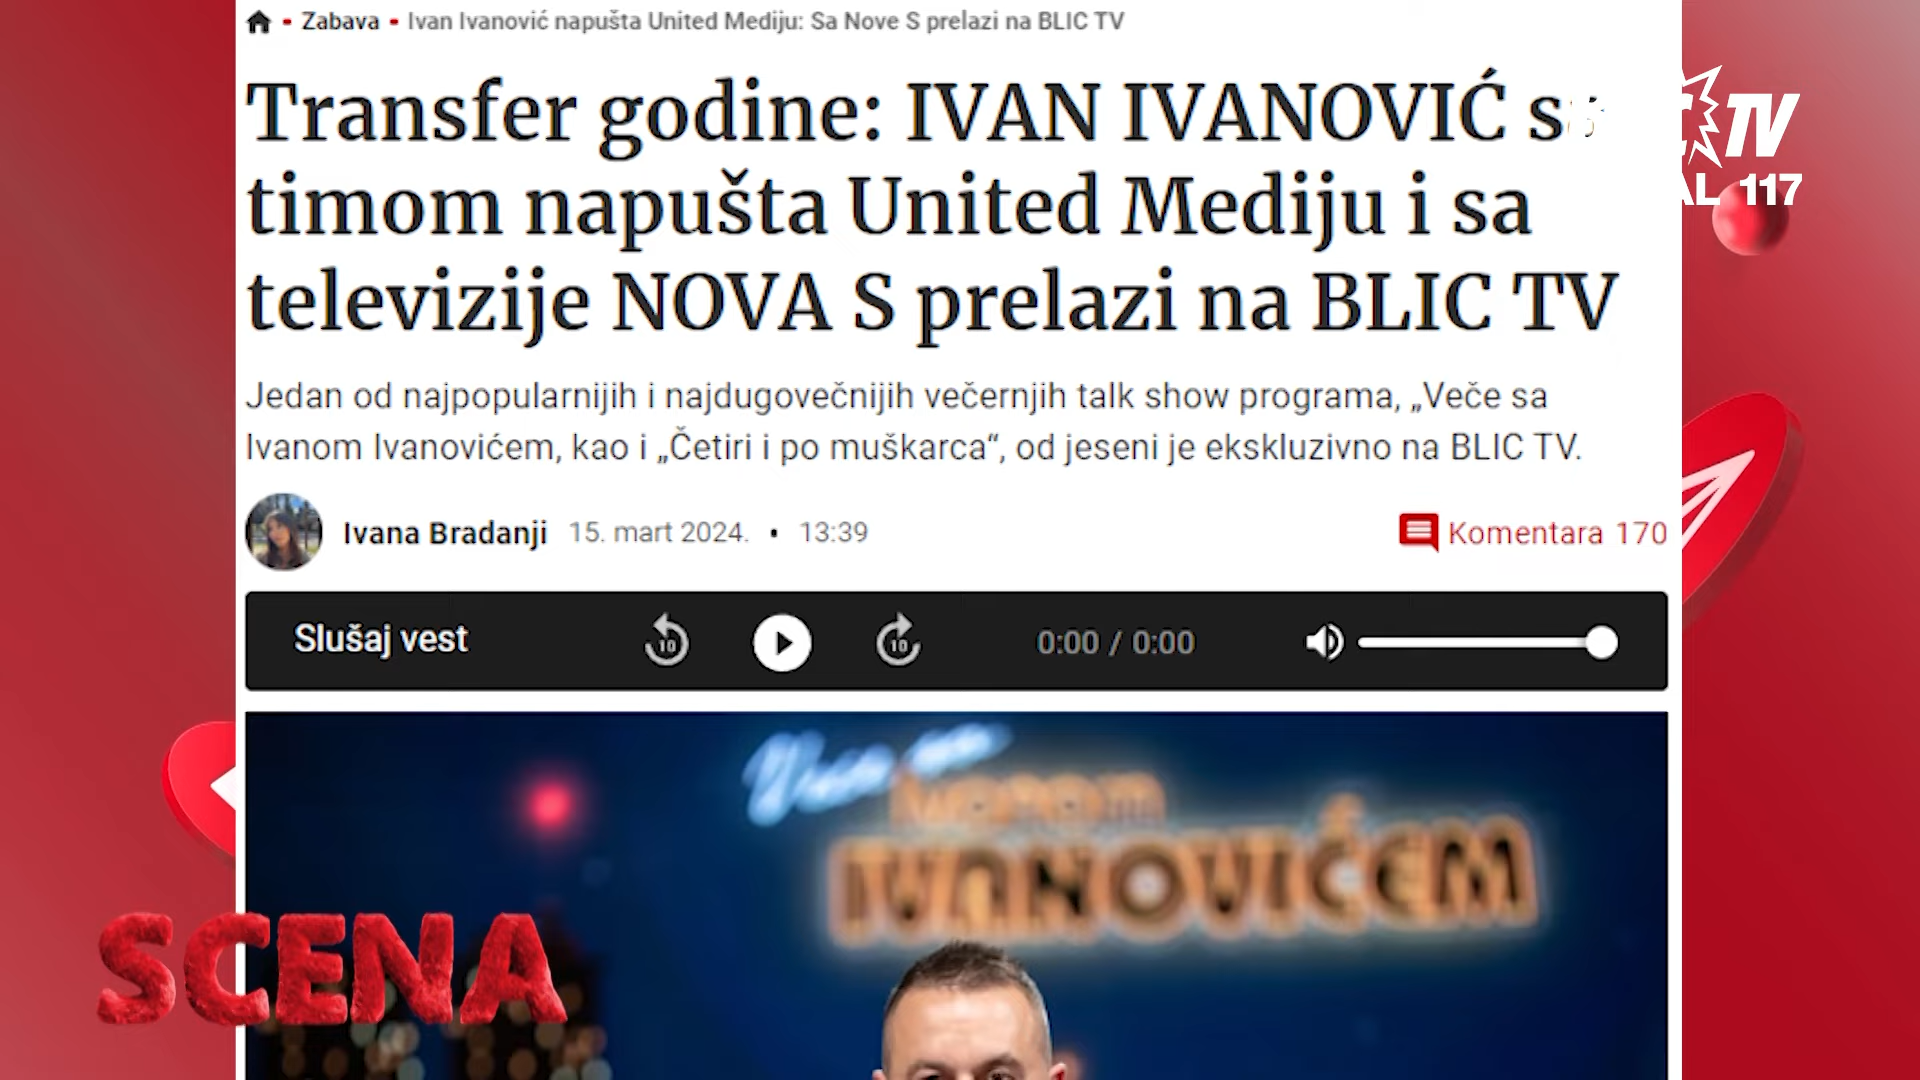 Zabava - Ivan Ivanović napušta United Mediju: Sa Nove S prelazi na BLIC TV
Transfer godine: IVAN IVANOVIĆ
timom napušta United Mediju i sa
televizije NOVA S prelazi na BLIC TV
Jedan od najpopularnijih i najdugovečnijih večernjih talk show programa, „Veče sa
Ivanom Ivanovićem, kao i „Četiri i po muškarca“, od jeseni je ekskluzivno na BLIC TV.
Ivana Bradanji 15. mart 2024. • 13:39
Komentara 170
Slušaj vest
10
10
0:00 / 0:00
Veče sa
Ivanom
IVANOVIĆEM
SCENA
TV
117